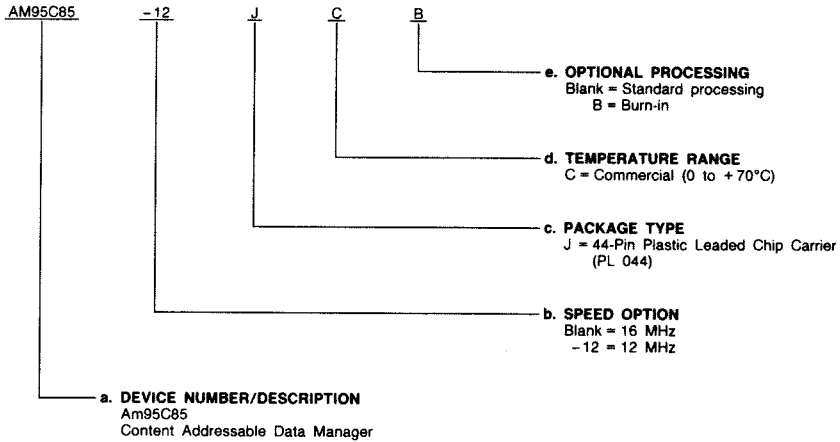 AM95C85 -12 J C B
e. OPTIONAL PROCESSING
Blank = Standard processing
B = Burn-in
d. TEMPERATURE RANGE
C = Commercial (0 to +70°C)
c. PACKAGE TYPE
J = 44-Pin Plastic Leaded Chip Carrier
(PL 044)
b. SPEED OPTION
Blank = 16 MHz
-12 = 12 MHz
a. DEVICE NUMBER/DESCRIPTION
Am95C85
Content Addressable Data Manager